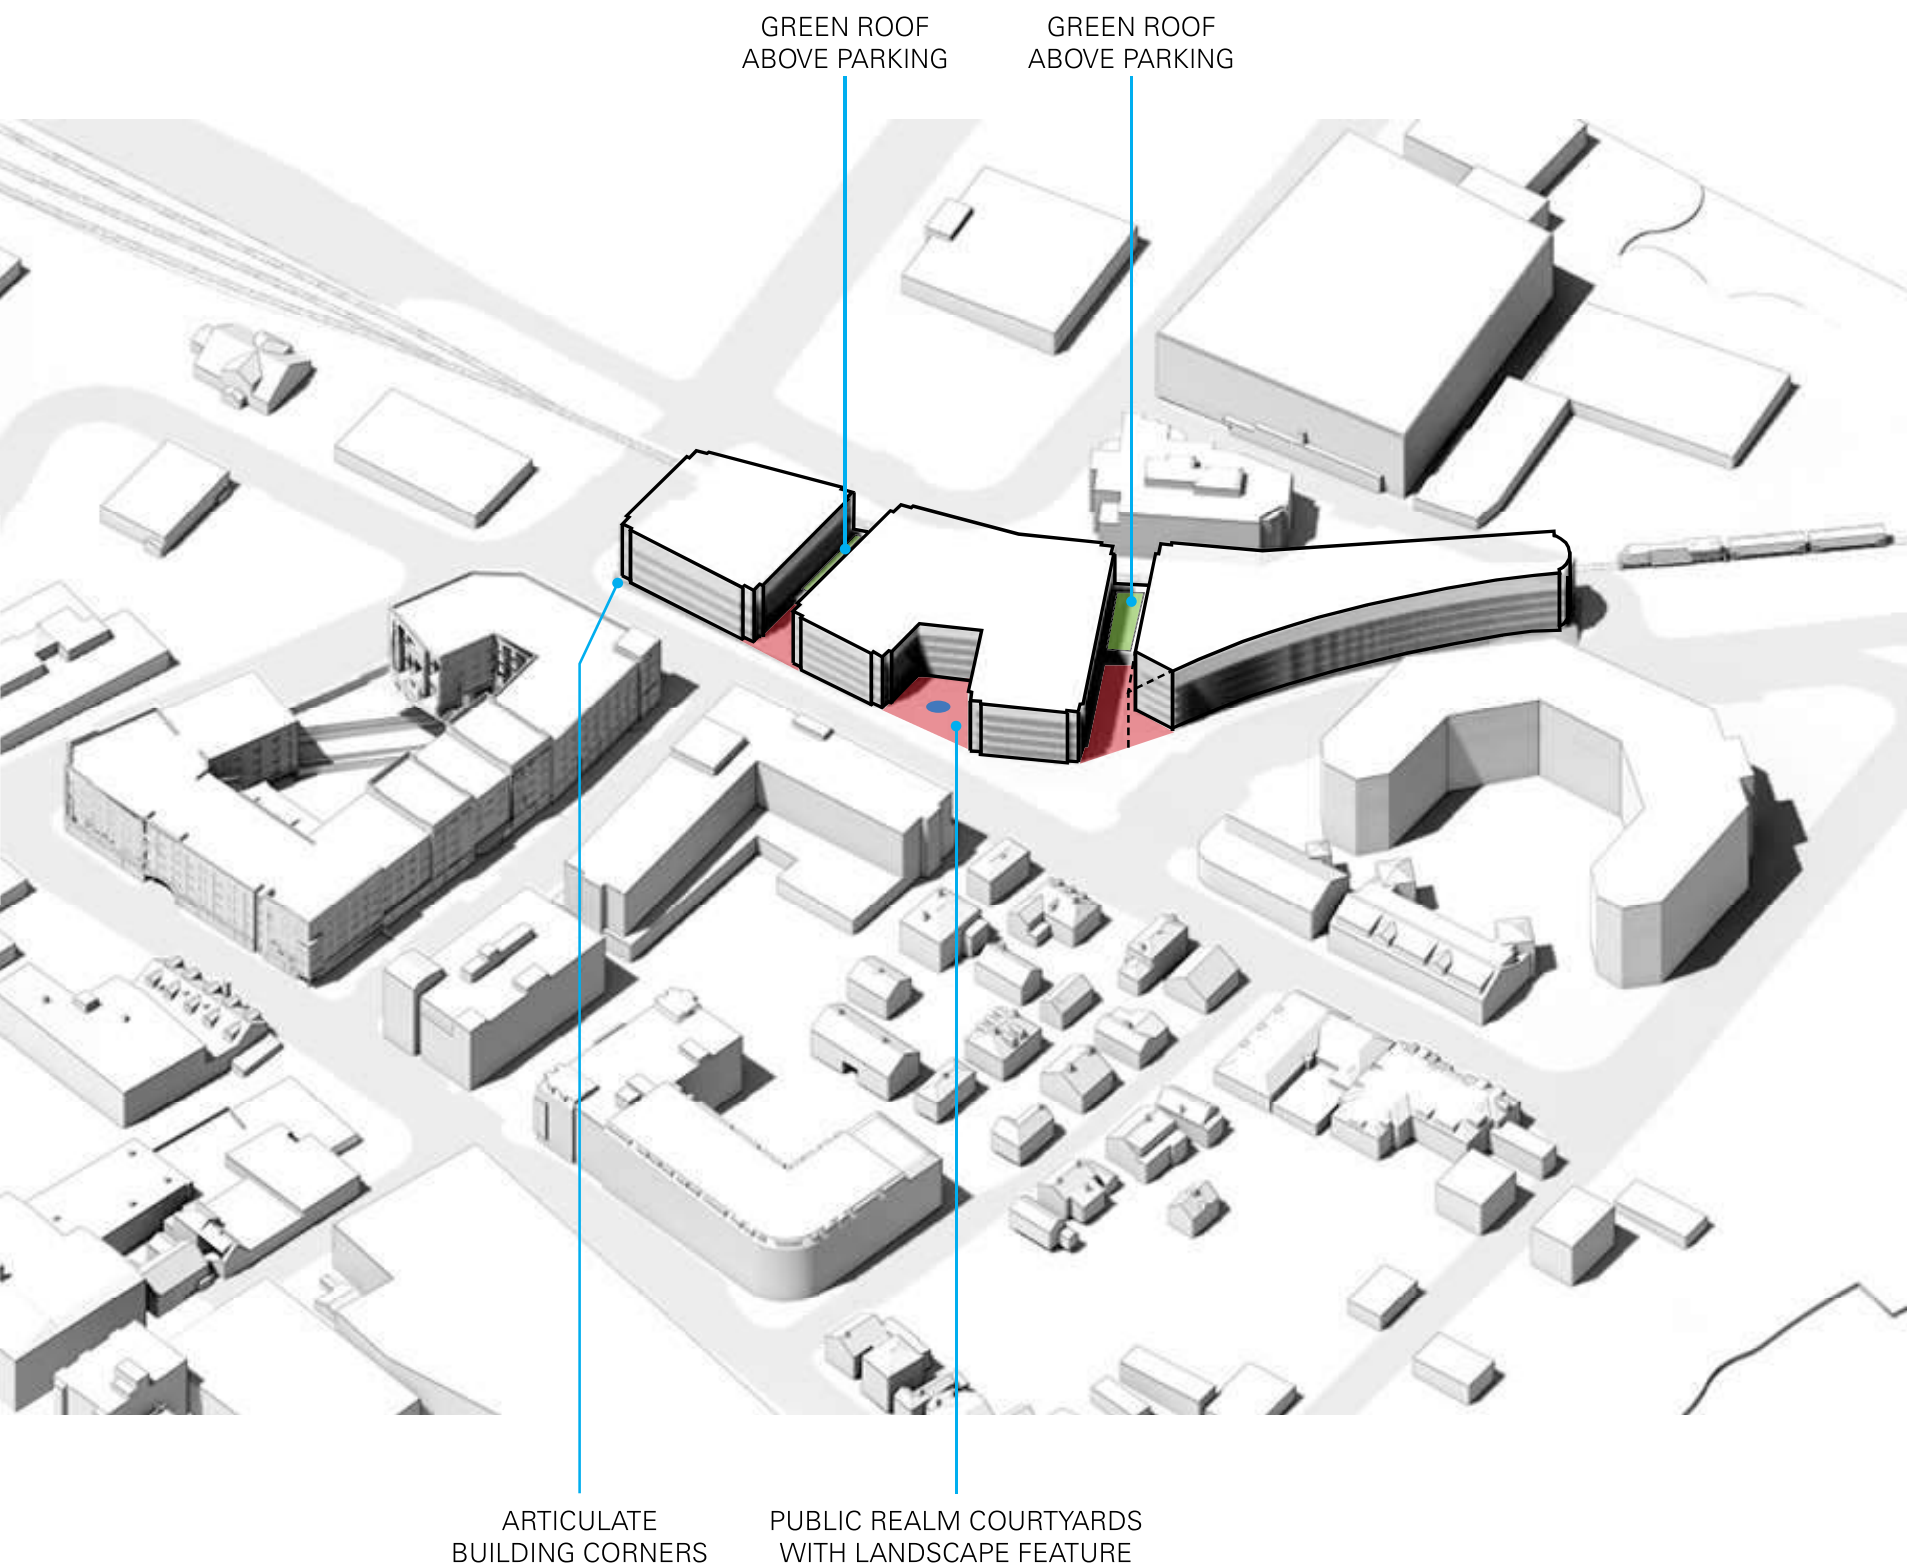 GREEN ROOF
ABOVE PARKING
GREEN ROOF
ABOVE PARKING
ARTICULATE
BUILDING CORNERS
PUBLIC REALM COURTYARDS
WITH LANDSCAPE FEATURE